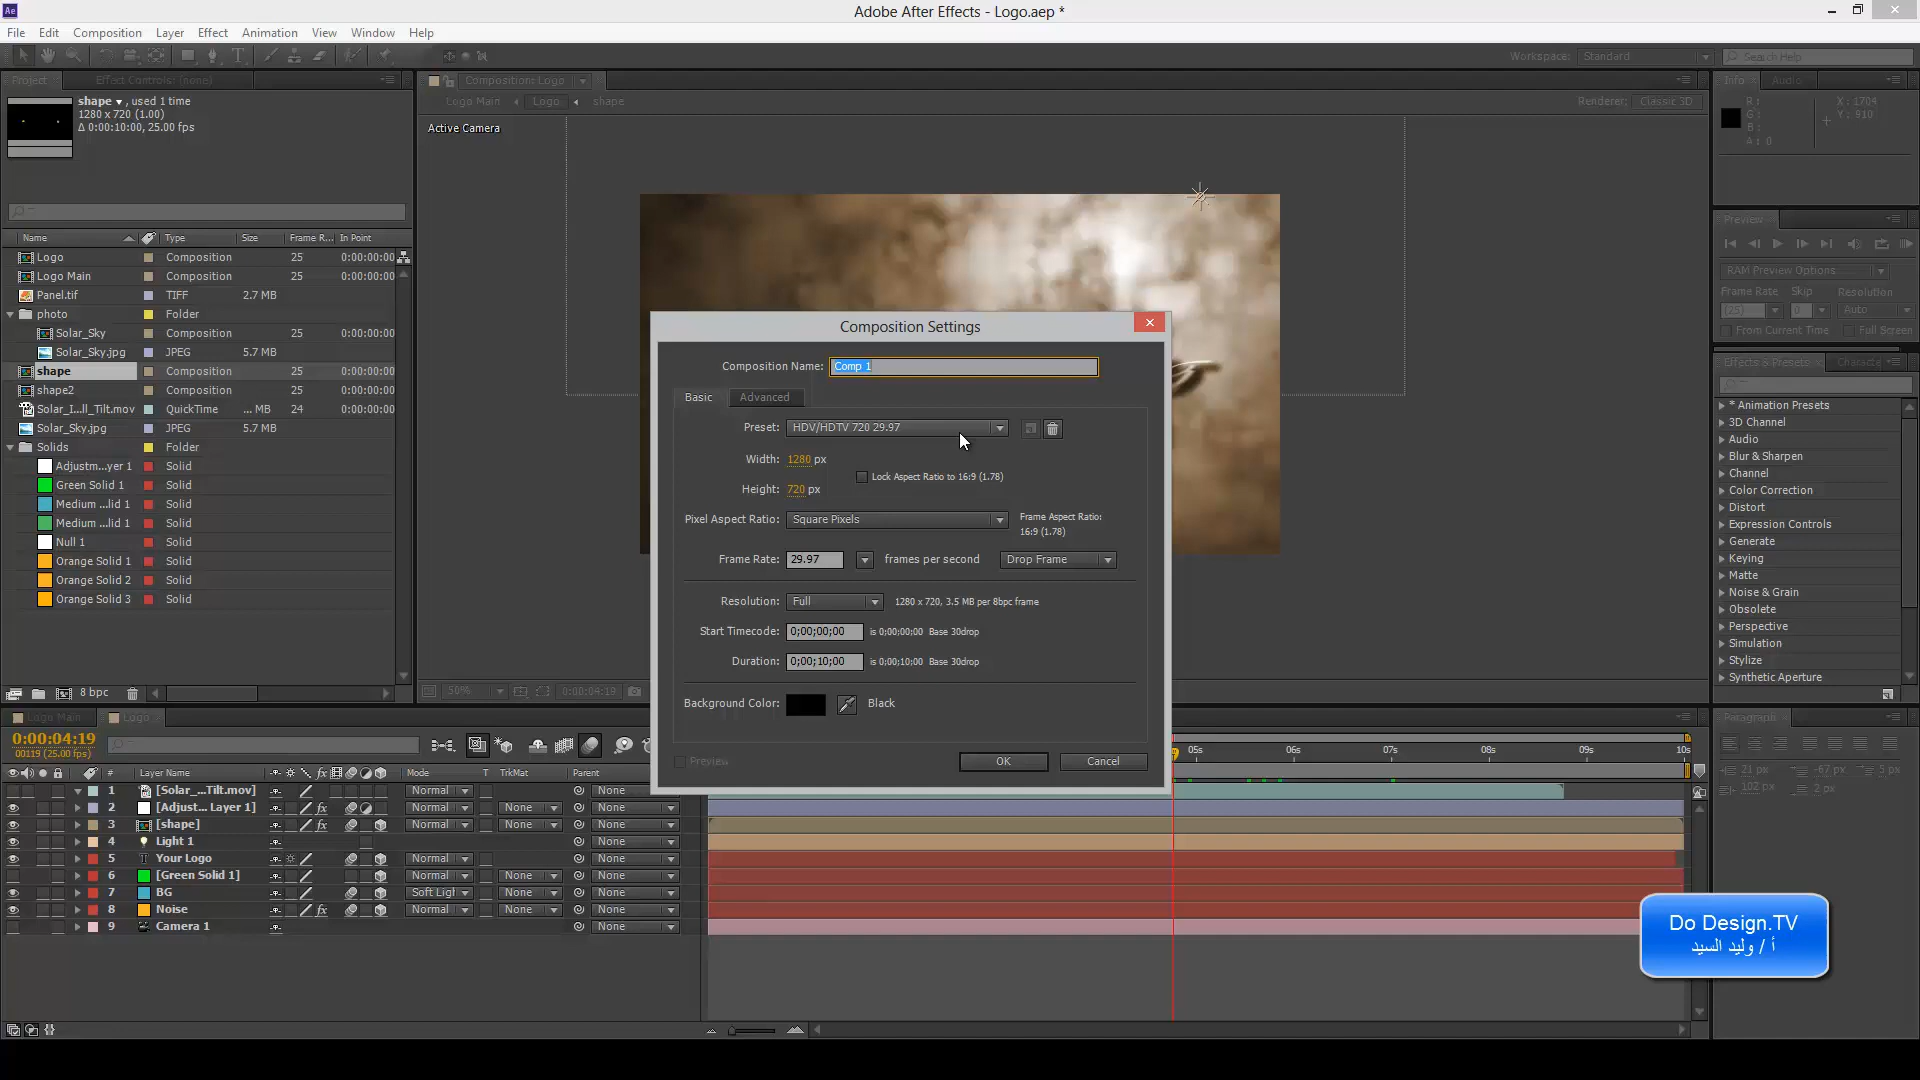 Adobe After Effects - Logo.aep *
File Edit Composition Layer Effect Animation View Window Help
Workspace: Standard Search Help
Project Effect Controls: (none)
Composition: Logo
Info Audio
shape , used 1 time
1280 x 720 (1.00)
Δ 0:00:10:00, 25.00 fps
Logo Main Logo shape
Renderer: Classic 3D
Active Camera
R:
G:
B:
A: 0
X: 1704
Y: 910
Preview
RAM Preview Options
Frame Rate Skip Resolution
(25) 0 Auto
From Current Time Full Screen
Name Type Size Frame R... In Point
Logo Composition 25 0:00:00:00
Logo Main Composition 25 0:00:00:00
Panel.tif TIFF 2.7 MB
photo Folder
Solar_Sky Composition 25 0:00:00:00
Solar_Sky.jpg JPEG 5.7 MB
shape Composition 25 0:00:00:00
shape2 Composition 25 0:00:00:00
Solar_I...ll_Tilt.mov QuickTime ... MB 24 0:00:00:00
Solar_Sky.jpg JPEG 5.7 MB
Solids Folder
Adjustm...yer 1 Solid
Green Solid 1 Solid
Medium ...lid 1 Solid
Medium ...lid 1 Solid
Null 1 Solid
Orange Solid 1 Solid
Orange Solid 2 Solid
Orange Solid 3 Solid
8 bpc
50% 0:00:04:19
Composition Settings
Composition Name: Comp 1
Basic Advanced
Preset: HDV/HDTV 720 29.97
Width: 1280 px
Lock Aspect Ratio to 16:9 (1.78)
Height: 720 px
Pixel Aspect Ratio: Square Pixels
Frame Aspect Ratio:
16:9 (1.78)
Frame Rate: 29.97 frames per second Drop Frame
Resolution: Full 1280 x 720, 3.5 MB per 8bpc frame
Start Timecode: 0;00;00;00 is 0;00;00;00 Base 30drop
Duration: 0;00;10;00 is 0;00;10;00 Base 30drop
Background Color: Black
Preview OK Cancel
Effects & Presets Characte
* Animation Presets
3D Channel
Audio
Blur & Sharpen
Channel
Color Correction
Distort
Expression Controls
Generate
Keying
Matte
Noise & Grain
Obsolete
Perspective
Simulation
Stylize
Synthetic Aperture
Logo Main Logo
0:00:04:19
00119 (25.00 fps)
05s 06s 07s 08s 09s 10s
# Layer Name fx Mode T TrkMat Parent
1 [Solar_...Tilt.mov] Normal None
2 [Adjust... Layer 1] fx Normal None None
3 [shape] fx Normal None None
4 Light 1 None
5 Your Logo Normal None
6 [Green Solid 1] Normal None None
7 BG Soft Ligh None None
8 Noise fx Normal None None
9 Camera 1 None
Paragraph
21 px -67 px 5 px
102 px 2 px
Do Design.TV
أ / وليد السيد